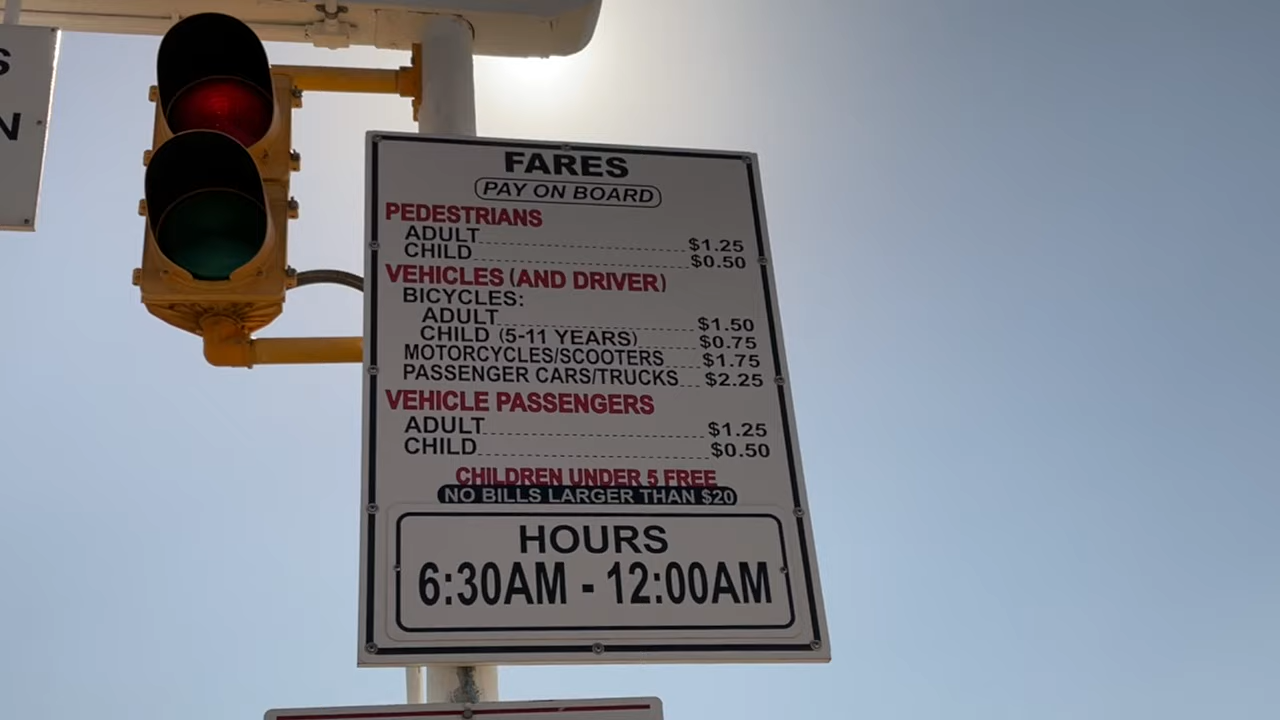 S
N
FARES
PAY ON BOARD
PEDESTRIANS
ADULT $1.25
CHILD $0.50
VEHICLES (AND DRIVER)
BICYCLES:
ADULT $1.50
CHILD (5-11 YEARS) $0.75
MOTORCYCLES/SCOOTERS $1.75
PASSENGER CARS/TRUCKS $2.25
VEHICLE PASSENGERS
ADULT $1.25
CHILD $0.50
CHILDREN UNDER 5 FREE
NO BILLS LARGER THAN $20
HOURS
6:30AM - 12:00AM